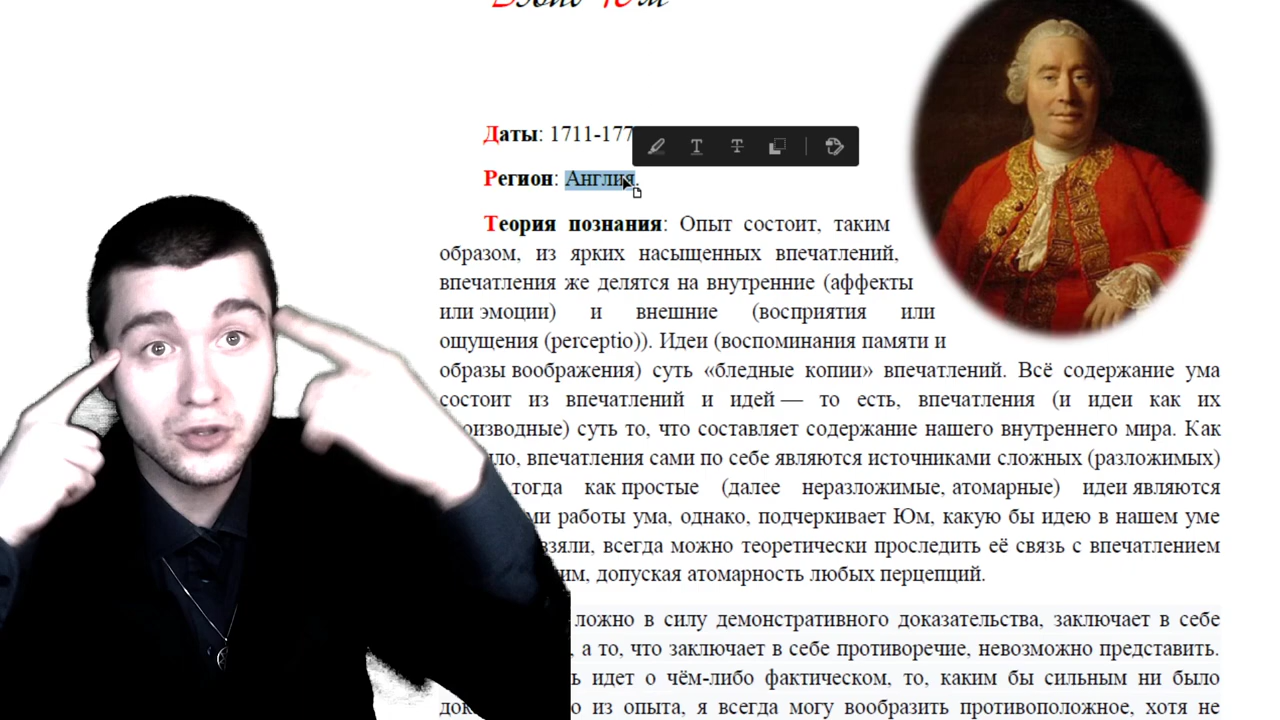 Даты: 1711-177
Регион: Англия.
Теория познания: Опыт состоит, таким
образом, из ярких насыщенных впечатлений,
впечатления же делятся на внутренние (аффекты
или эмоции) и внешние (восприятия или
ощущения (perceptio)). Идеи (воспоминания памяти и
образы воображения) суть «бледные копии» впечатлений. Всё содержание ума
состоит из впечатлений и идей — то есть, впечатления (и идеи как их
оизводные) суть то, что составляет содержание нашего внутреннего мира. Как
ло, впечатления сами по себе являются источниками сложных (разложимых)
тогда как простые (далее неразложимые, атомарные) идеи являются
ми работы ума, однако, подчеркивает Юм, какую бы идею в нашем уме
взяли, всегда можно теоретически проследить её связь с впечатлением
им, допуская атомарность любых перцепций.
ложно в силу демонстративного доказательства, заключает в себе
, а то, что заключает в себе противоречие, невозможно представить.
ь идет о чём-либо фактическом, то, каким бы сильным ни было
док о из опыта, я всегда могу вообразить противоположное, хотя не